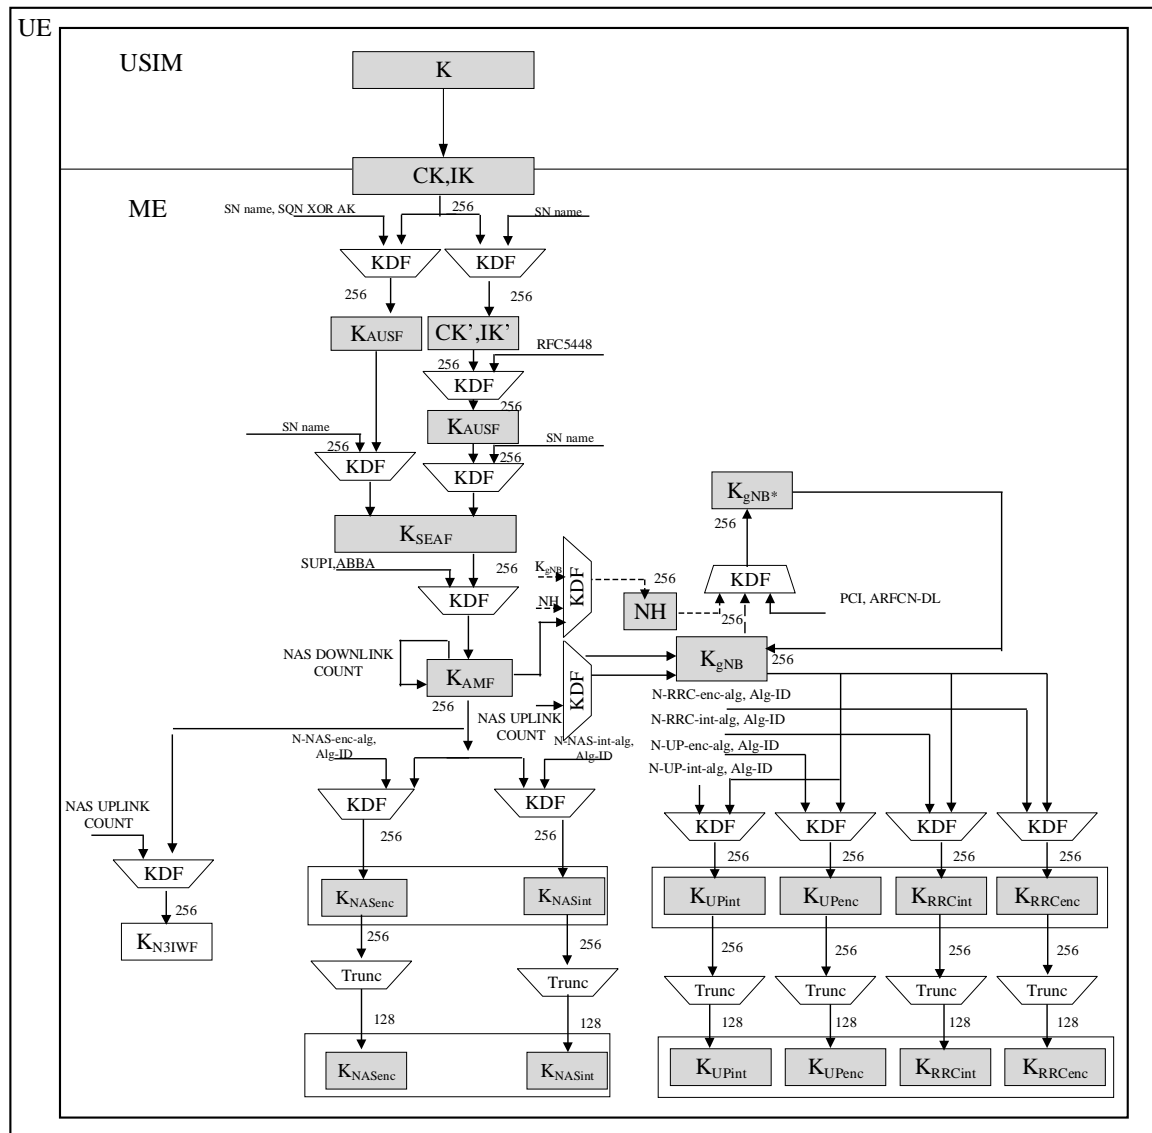 UE
USIM
K
CK,IK
ME
SN name, SQN XOR AK
256
SN name
KDF
KDF
256
256
KAUSF
CK’,IK’
RFC5448
256
KDF
256
KAUSF
SN name
SN name
256
256
KDF
KDF
KgNB*
256
KSEAF
SUPI,ABBA
256
KgNB
KDF
256
KDF
KDF
NH
NH
256
PCI, ARFCN-DL
NAS DOWNLINK
COUNT
KAMF
256
KDF
KgNB
256
NAS UPLINK
COUNT
N-RRC-enc-alg, Alg-ID
N-RRC-int-alg, Alg-ID
N-UP-enc-alg, Alg-ID
N-UP-int-alg, Alg-ID
N-NAS-enc-alg,
Alg-ID
N-NAS-int-alg,
Alg-ID
NAS UPLINK
COUNT
KDF
KDF
KDF
KDF
KDF
KDF
256
256
256
256
256
256
KDF
256
KN3IWF
KNASenc
KNASint
KUPint
KUPenc
KRRCint
KRRCenc
256
256
256
256
256
256
Trunc
Trunc
Trunc
Trunc
Trunc
Trunc
128
128
128
128
128
128
KNASenc
KNASint
KUPint
KUPenc
KRRCint
KRRCenc